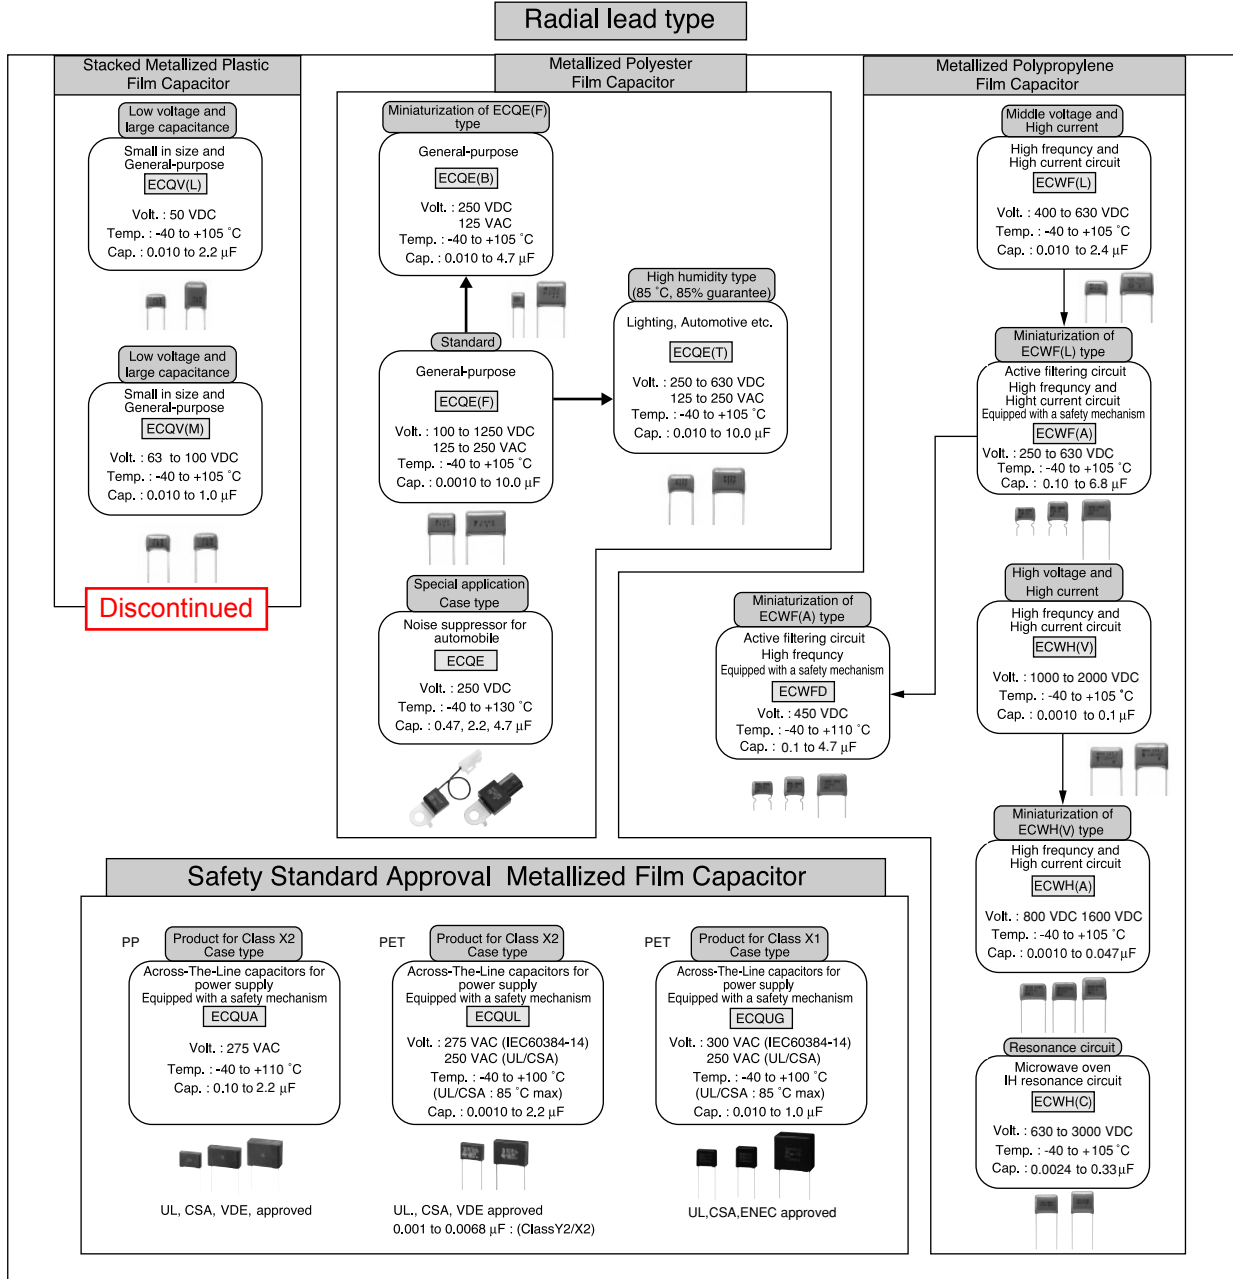 Radial lead type
Stacked Metallized Plastic
Film Capacitor
Low voltage and
large capacitance
Small in size and
General-purpose
ECQV(L)
Volt. : 50 VDC
Temp. : -40 to +105 ˚C
Cap. : 0.010 to 2.2 μF
Low voltage and
large capacitance
Small in size and
General-purpose
ECQV(M)
Volt. : 63 to 100 VDC
Temp. : -40 to +105 ˚C
Cap. : 0.010 to 1.0 μF
Discontinued
Metallized Polyester
Film Capacitor
Miniaturization of ECQE(F)
type
General-purpose
ECQE(B)
Volt. : 250 VDC
125 VAC
Temp. : -40 to +105 ˚C
Cap. : 0.010 to 4.7 μF
Standard
General-purpose
ECQE(F)
Volt. : 100 to 1250 VDC
125 to 250 VAC
Temp. : -40 to +105 ˚C
Cap. : 0.0010 to 10.0 μF
High humidity type
(85 ˚C, 85% guarantee)
Lighting, Automotive etc.
ECQE(T)
Volt. : 250 to 630 VDC
125 to 250 VAC
Temp. : -40 to +105 ˚C
Cap. : 0.010 to 10.0 μF
Special application
Case type
Noise suppressor for
automobile
ECQE
Volt. : 250 VDC
Temp. : -40 to +130 ˚C
Cap. : 0.47, 2.2, 4.7 μF
Metallized Polypropylene
Film Capacitor
Middle voltage and
High current
High frequncy and
High current circuit
ECWF(L)
Volt. : 400 to 630 VDC
Temp. : -40 to +105 ˚C
Cap. : 0.010 to 2.4 μF
Miniaturization of
ECWF(L) type
Active filtering circuit
High frequncy and
Hight current circuit
Equipped with a safety mechanism
ECWF(A)
Volt. : 250 to 630 VDC
Temp. : -40 to +105 ˚C
Cap. : 0.10 to 6.8 μF
Miniaturization of
ECWF(A) type
Active filtering circuit
High frequncy
Equipped with a safety mechanism
ECWFD
Volt. : 450 VDC
Temp. : -40 to +110 ˚C
Cap. : 0.1 to 4.7 μF
High voltage and
High current
High frequncy and
High current circuit
ECWH(V)
Volt. : 1000 to 2000 VDC
Temp. : -40 to +105 ˚C
Cap. : 0.0010 to 0.1 μF
Miniaturization of
ECWH(V) type
High frequncy and
High current circuit
ECWH(A)
Volt. : 800 VDC 1600 VDC
Temp. : -40 to +105 ˚C
Cap. : 0.0010 to 0.047μF
Resonance circuit
Microwave oven
IH resonance circuit
ECWH(C)
Volt. : 630 to 3000 VDC
Temp. : -40 to +105 ˚C
Cap. : 0.0024 to 0.33μF
Safety Standard Approval Metallized Film Capacitor
PP
Product for Class X2
Case type
Across-The-Line capacitors for
power supply
Equipped with a safety mechanism
ECQUA
Volt. : 275 VAC
Temp. : -40 to +110 ˚C
Cap. : 0.10 to 2.2 μF
UL, CSA, VDE, approved
PET
Product for Class X2
Case type
Across-The-Line capacitors for
power supply
Equipped with a safety mechanism
ECQUL
Volt. : 275 VAC (IEC60384-14)
250 VAC (UL/CSA)
Temp. : -40 to +100 ˚C
(UL/CSA : 85 ˚C max)
Cap. : 0.0010 to 2.2 μF
UL., CSA, VDE approved
0.001 to 0.0068 μF : (ClassY2/X2)
PET
Product for Class X1
Case type
Across-The-Line capacitors for
power supply
Equipped with a safety mechanism
ECQUG
Volt. : 300 VAC (IEC60384-14)
250 VAC (UL/CSA)
Temp. : -40 to +100 ˚C
(UL/CSA : 85 ˚C max)
Cap. : 0.010 to 1.0 μF
UL,CSA,ENEC approved